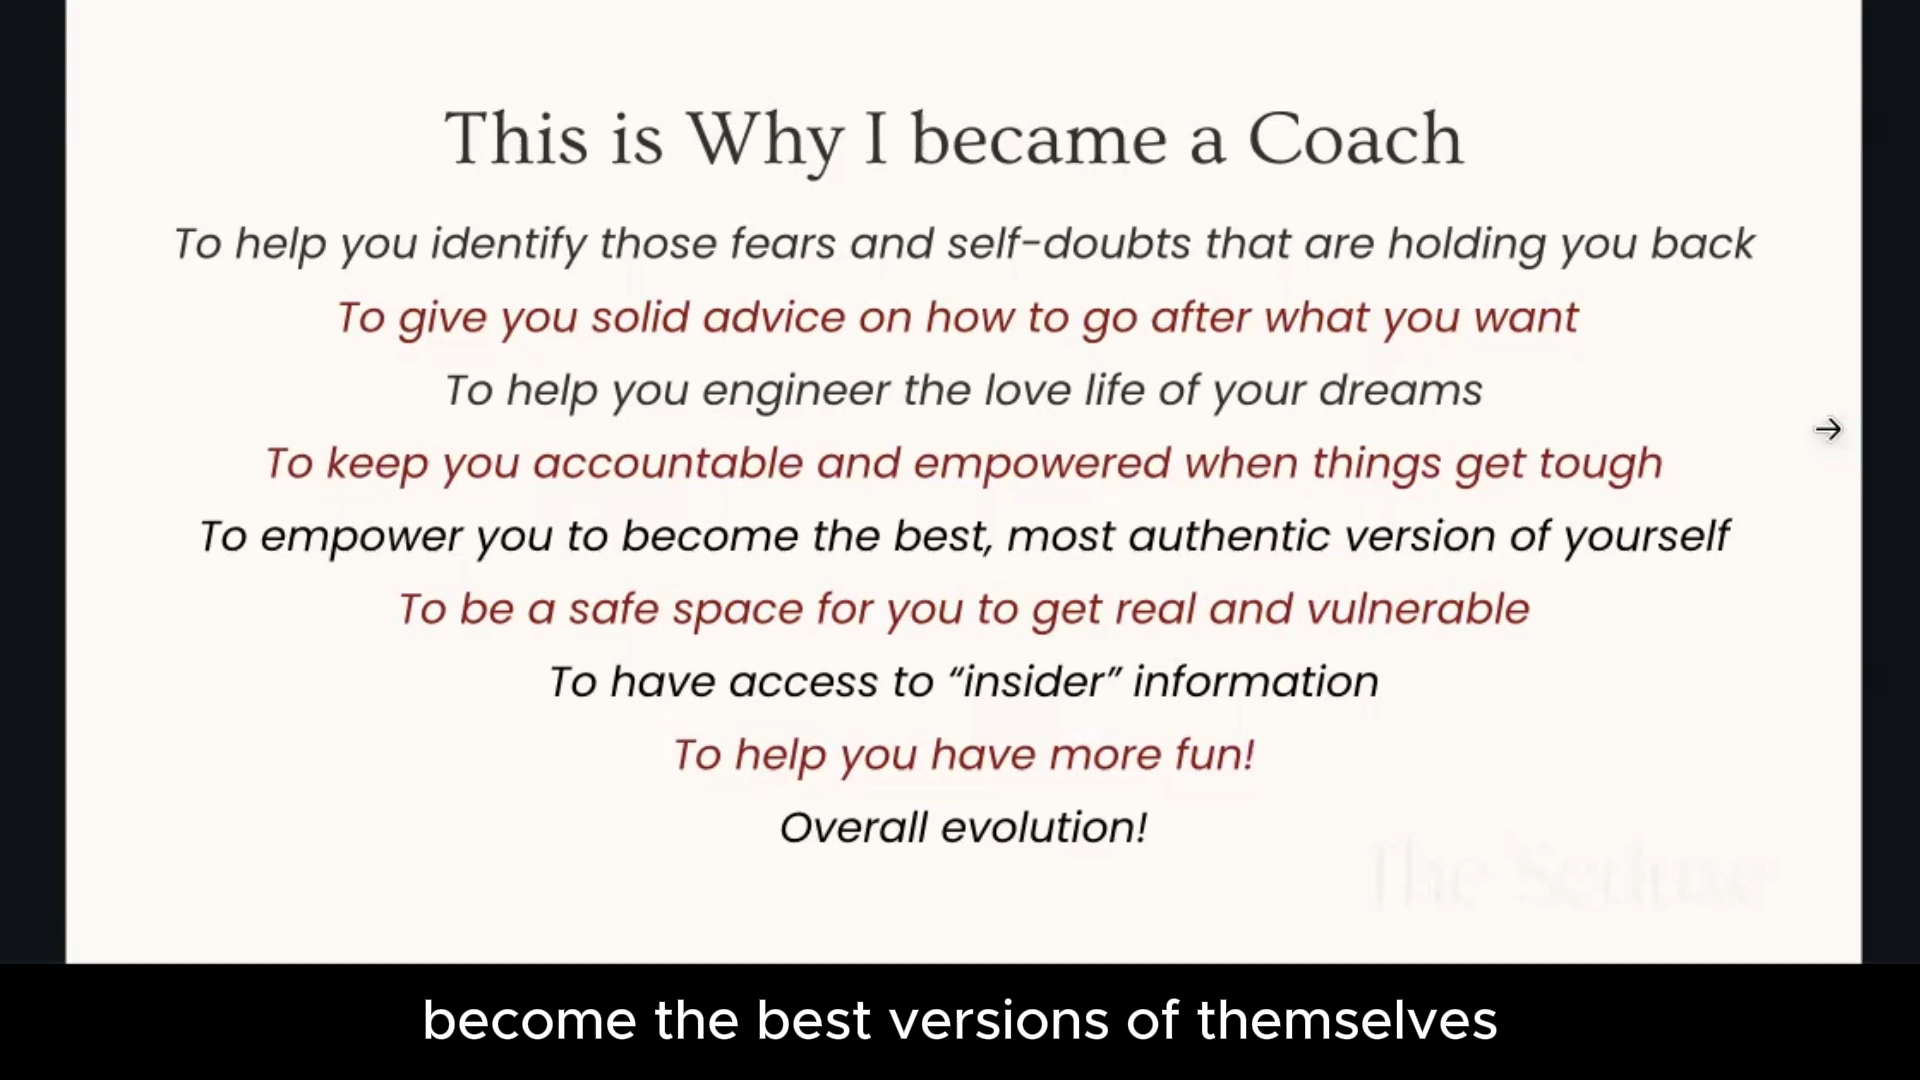 This is Why I became a Coach
To help you identify those fears and self-doubts that are holding you back
To give you solid advice on how to go after what you want
To help you engineer the love life of your dreams
To keep you accountable and empowered when things get tough
To empower you to become the best, most authentic version of yourself
To be a safe space for you to get real and vulnerable
To have access to “insider” information
To help you have more fun!
Overall evolution!
The
become the best versions of themselves